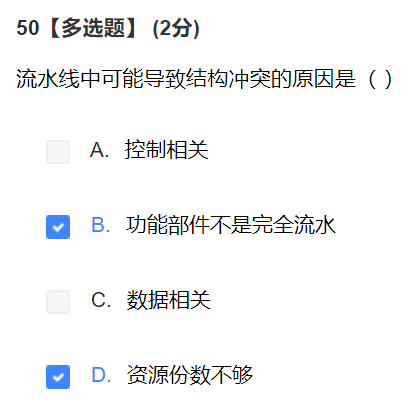 50【多选题】 (2分)
流水线中可能导致结构冲突的原因是（ ）
A. 控制相关
B. 功能部件不是完全流水
C. 数据相关
D. 资源份数不够